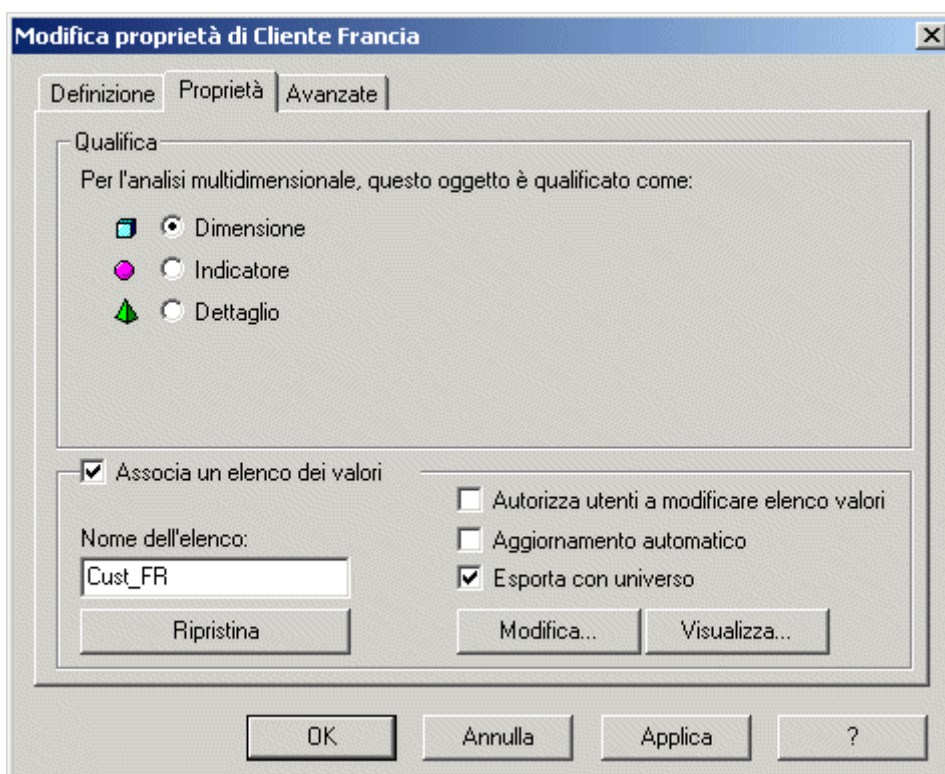 Modifica proprietà di Cliente Francia
Definizione Proprietà Avanzate
Qualifica
Per l'analisi multidimensionale, questo oggetto è qualificato come:
Dimensione
Indicatore
Dettaglio
Associa un elenco dei valori
Autorizza utenti a modificare elenco valori
Nome dell'elenco:
Aggiornamento automatico
Cust_FR
Esporta con universo
Ripristina
Modifica...
Visualizza...
OK Annulla Applica ?